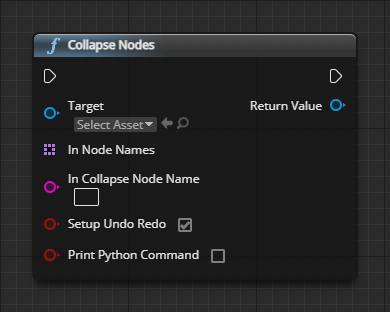 Collapse Nodes
Target
Return Value
Select Asset
In Node Names
In Collapse Node Name
Setup Undo Redo
Print Python Command